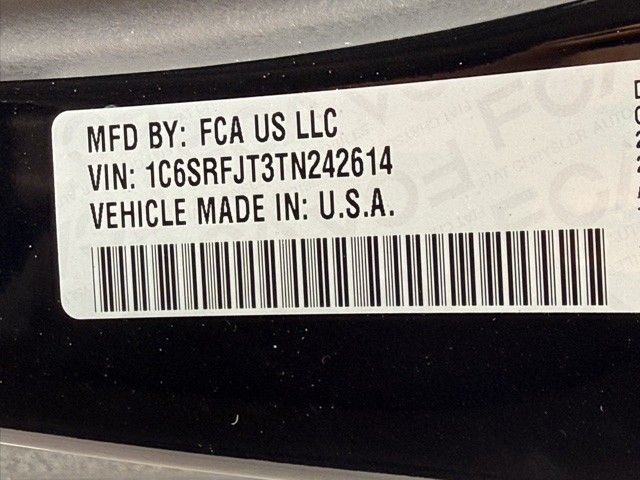 MFD BY: FCA US LLC
VIN: 1C6SRFJT3TN242614
VEHICLE MADE IN: U.S.A.